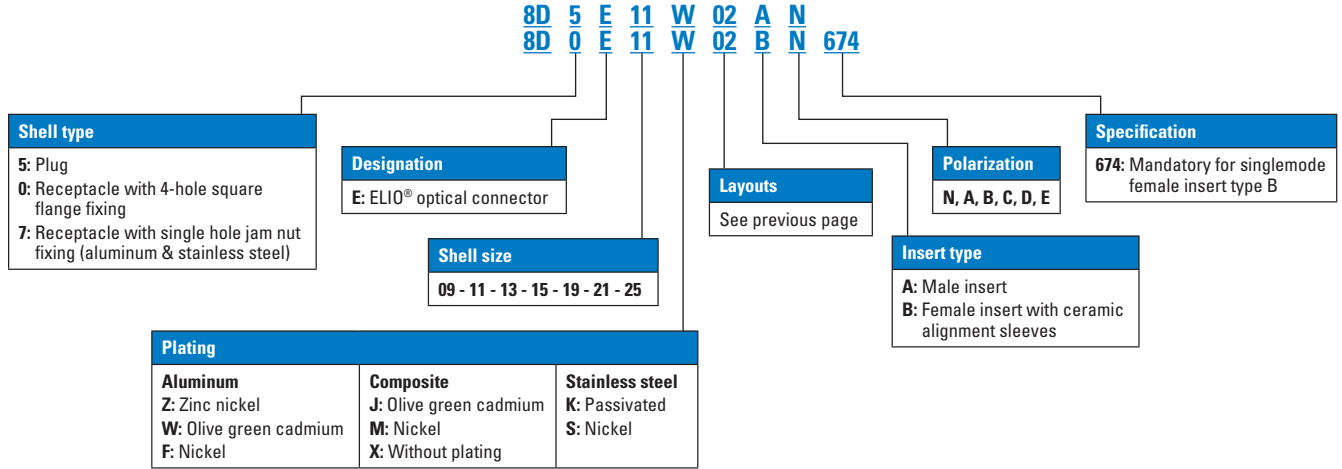 8D 5 E 11 W 02 A N
8D 0 E 11 W 02 B N 674
Shell type
5: Plug
0: Receptacle with 4-hole square
flange fixing
7: Receptacle with single hole jam nut
fixing (aluminum & stainless steel)
Designation
E: ELIO® optical connector
Shell size
09 - 11 - 13 - 15 - 19 - 21 - 25
Plating
Aluminum
Z: Zinc nickel
W: Olive green cadmium
F: Nickel
Composite
J: Olive green cadmium
M: Nickel
X: Without plating
Stainless steel
K: Passivated
S: Nickel
Layouts
See previous page
Insert type
A: Male insert
B: Female insert with ceramic
alignment sleeves
Polarization
N, A, B, C, D, E
Specification
674: Mandatory for singlemode
female insert type B